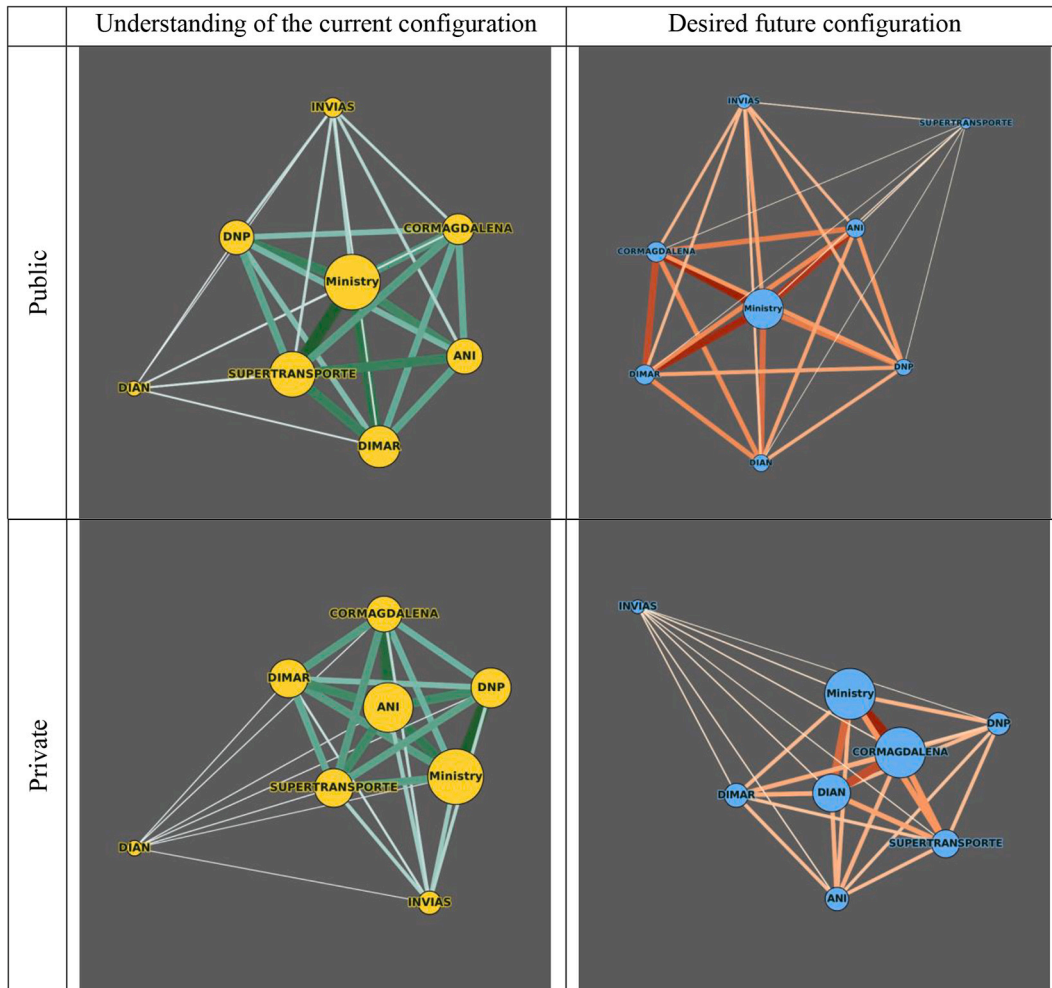 Understanding of the current configuration
Desired future configuration
Public
INVIAS
DNP
CORMAGDALENA
Ministry
ANI
SUPERTRANSPORTE
DIAN
DIMAR
INVIAS
SUPERTRANSPORTE
ANI
CORMAGDALENA
Ministry
DNP
DIMAR
DIAN
Private
CORMAGDALENA
DIMAR
DNP
ANI
Ministry
SUPERTRANSPORTE
DIAN
INVIAS
INVIAS
Ministry
DNP
CORMAGDALENA
DIMAR
DIAN
SUPERTRANSPORTE
ANI